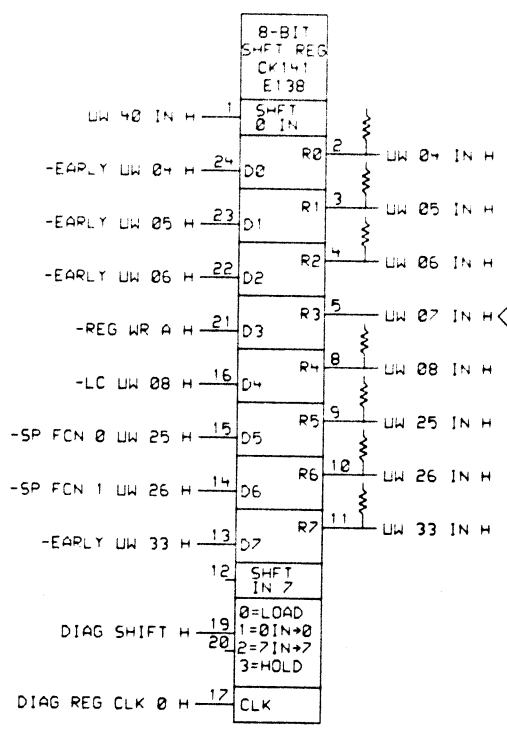 8-BIT
SHFT REG
CK141
E138
UW 40 IN H 1 SHFT
0 IN
R0 2 UW 04 IN H
-EARLY UW 04 H 24 D0
R1 3 UW 05 IN H
-EARLY UW 05 H 23 D1
R2 4 UW 06 IN H
-EARLY UW 06 H 22 D2
R3 5 UW 07 IN H
-REG WR A H 21 D3
R4 8 UW 08 IN H
-LC UW 08 H 16 D4
R5 9 UW 25 IN H
-SP FCN 0 UW 25 H 15 D5
R6 10 UW 26 IN H
-SP FCN 1 UW 26 H 14 D6
R7 11 UW 33 IN H
-EARLY UW 33 H 13 D7
12 SHFT
IN 7
0=LOAD
DIAG SHIFT H 19 1=0IN→0
20 2=7IN→7
3=HOLD
DIAG REG CLK 0 H 17 CLK